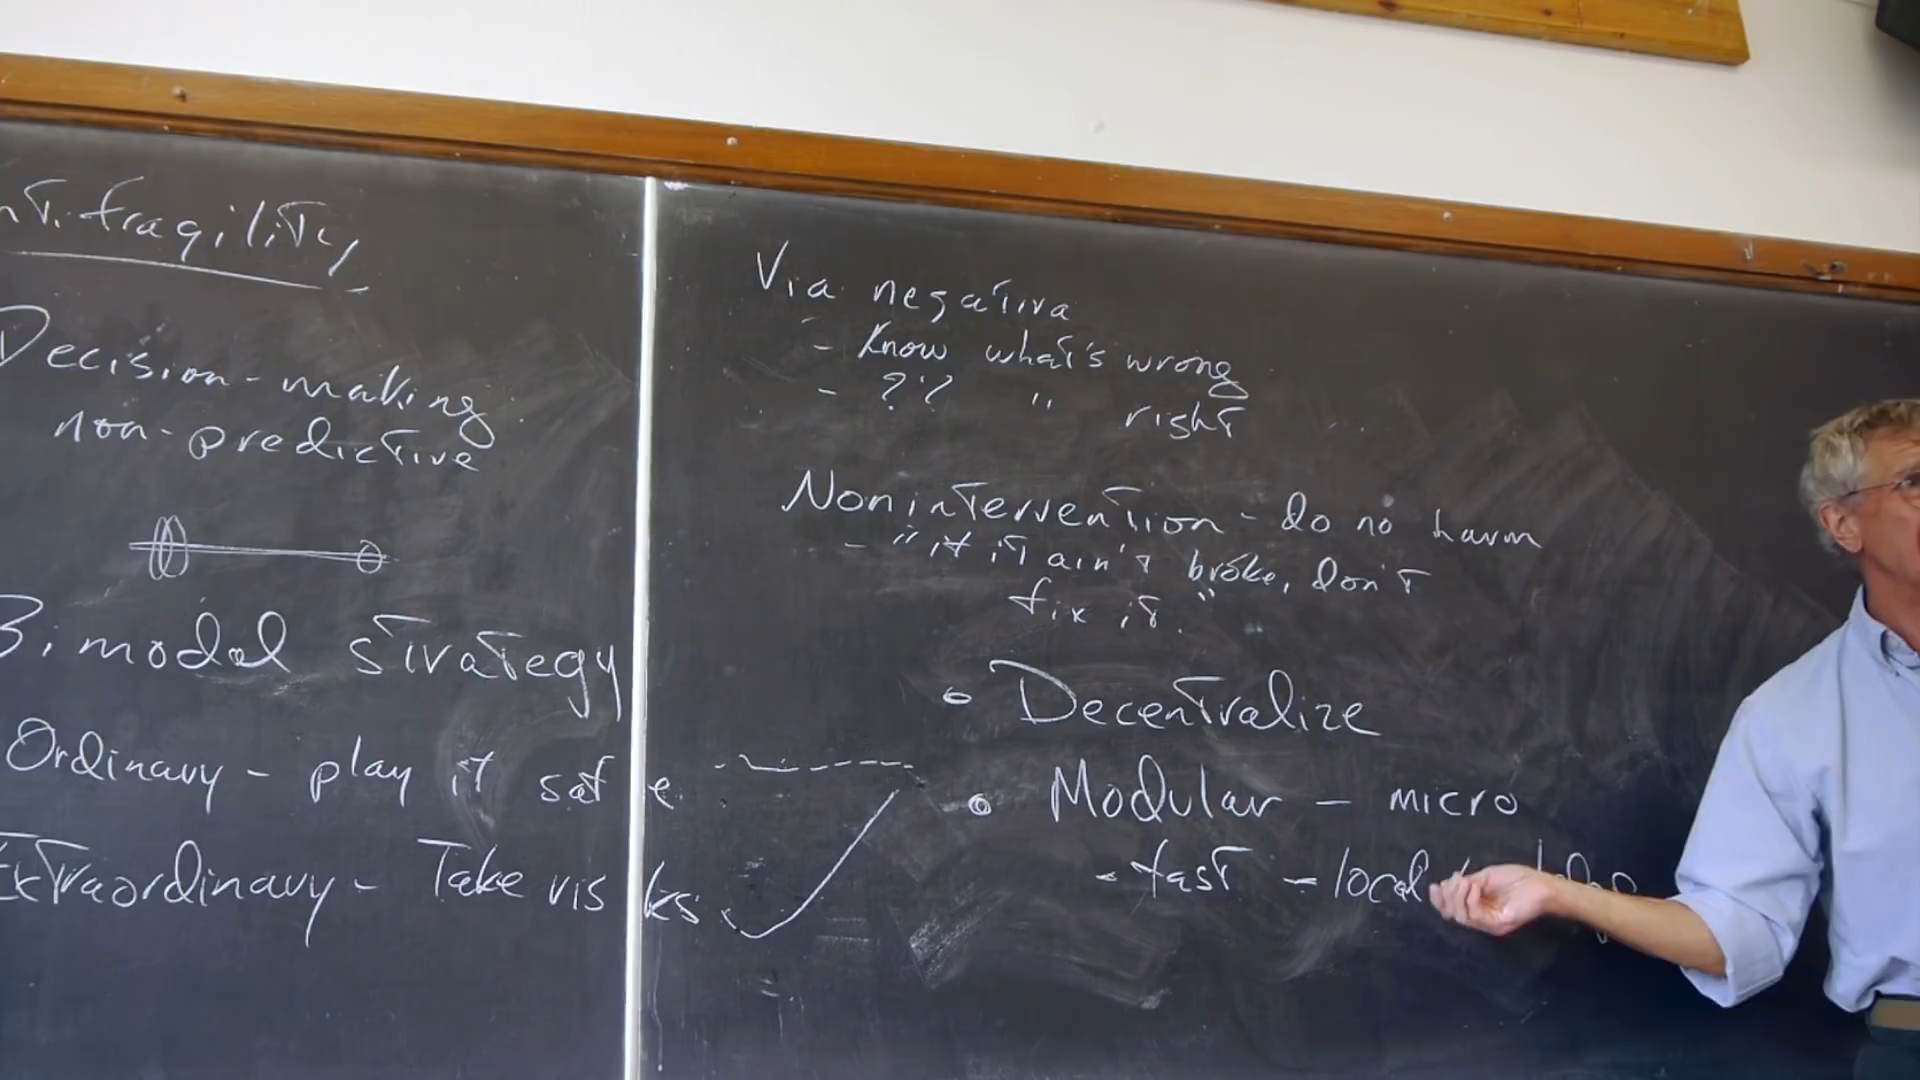 nti fragility
Decision-making
non-predictive
Bimodal strategy
Ordinary - play it safe
Extraordinary - Take risks
Via negativa
- Know what's wrong
- ?? " right
Nonintervention - do no harm
- "if it ain't broke, don't
fix it."
• Decentralize
• Modular - micro
- fast - local